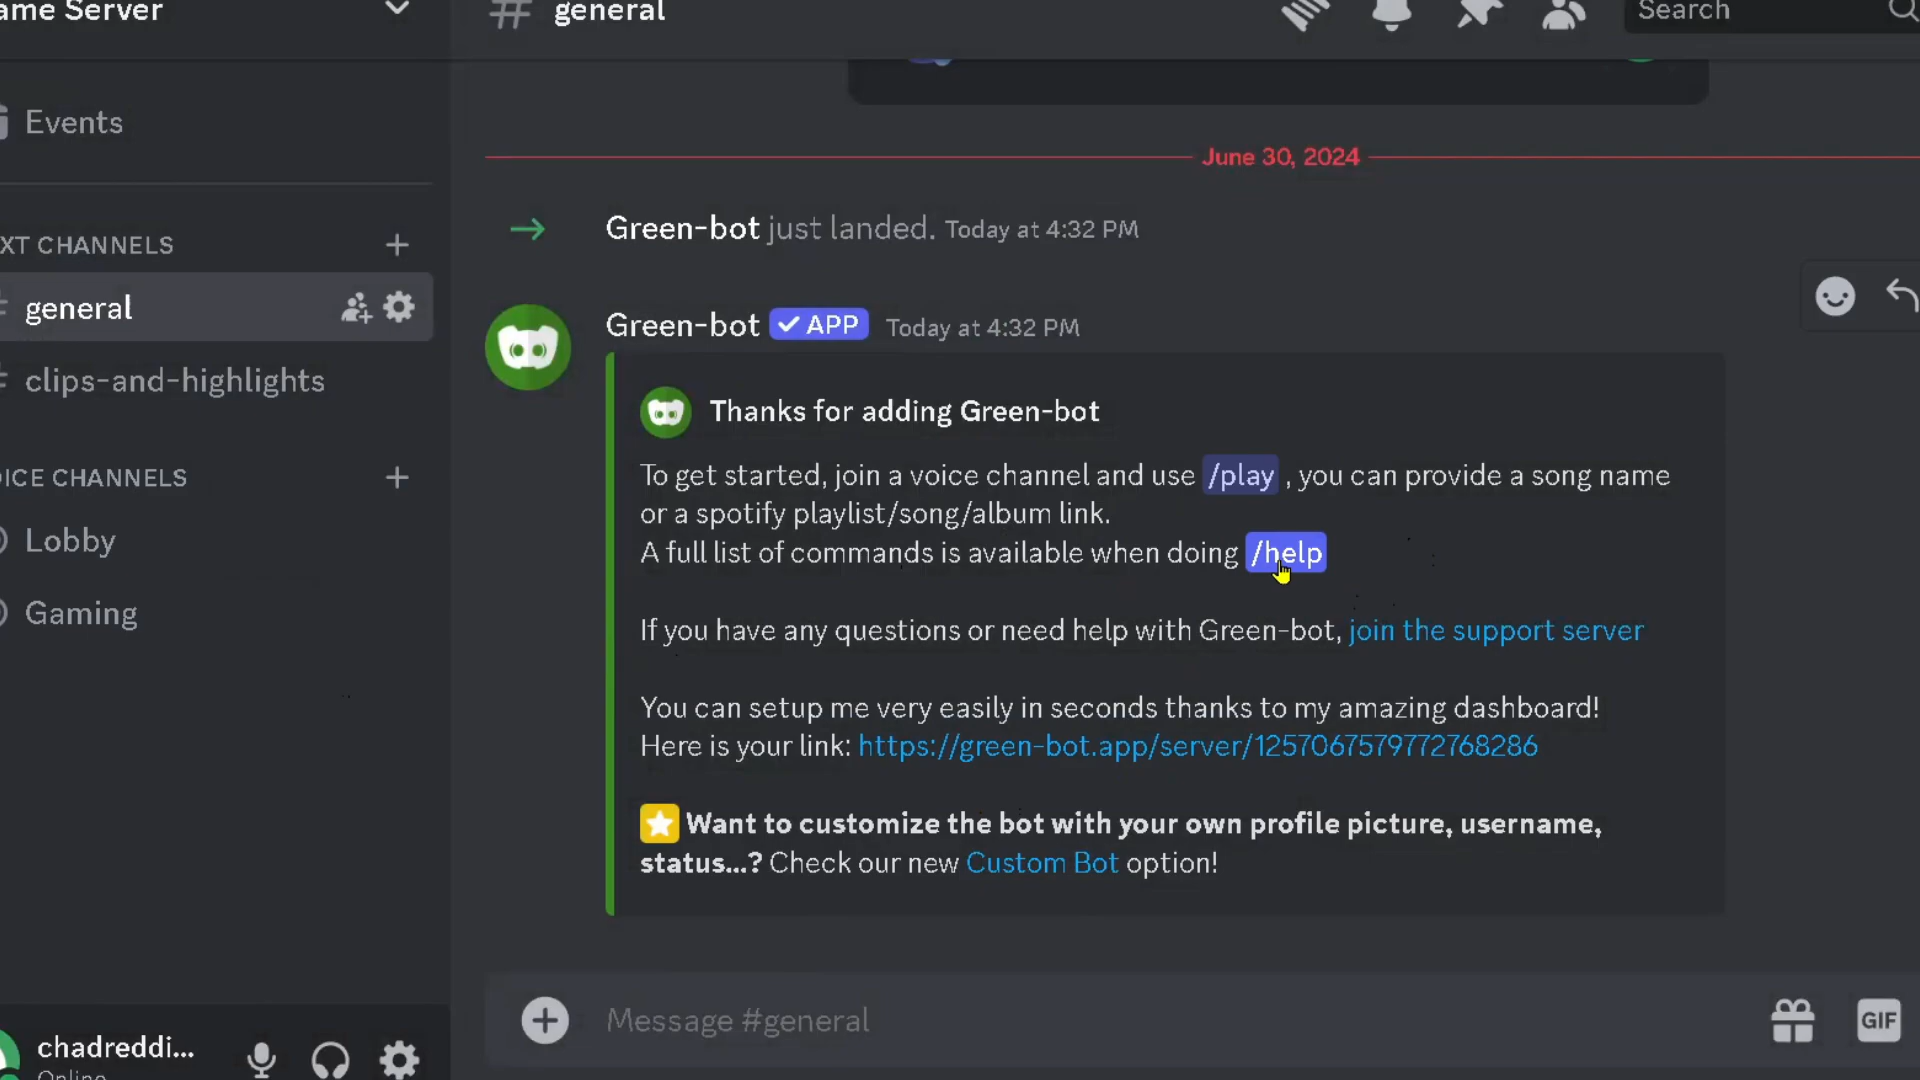 ame Server
Events
XT CHANNELS
general
clips-and-highlights
ICE CHANNELS
Lobby
Gaming
chadreddi...
Online
general
Search
June 30, 2024
Green-bot just landed. Today at 4:32 PM
Green-bot ✓ APP Today at 4:32 PM
Thanks for adding Green-bot
To get started, join a voice channel and use /play , you can provide a song name
or a spotify playlist/song/album link.
A full list of commands is available when doing /help
If you have any questions or need help with Green-bot, join the support server
You can setup me very easily in seconds thanks to my amazing dashboard!
Here is your link: https://green-bot.app/server/1257067579772768286
Want to customize the bot with your own profile picture, username,
status...? Check our new Custom Bot option!
Message #general
GIF